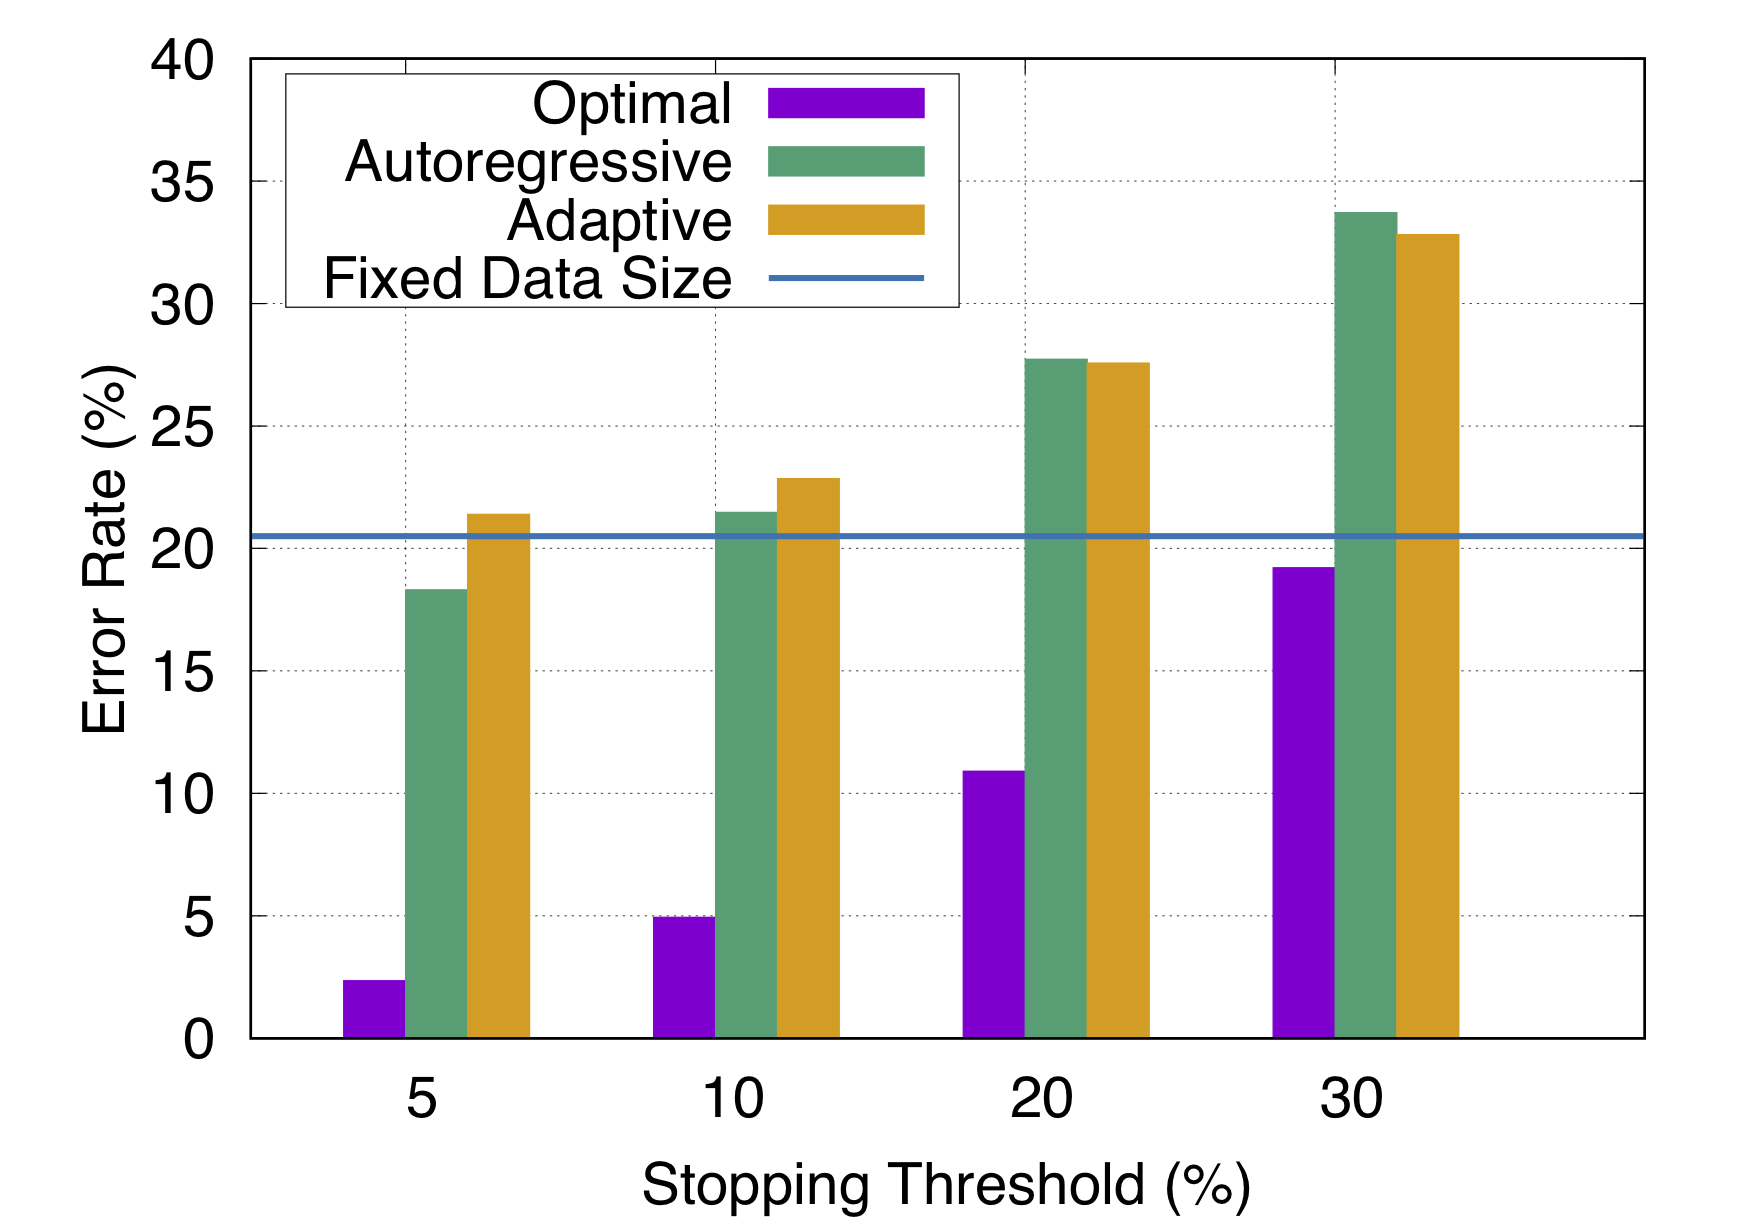 40
35
30
25
20
15
10
5
0
Error Rate (%)
Optimal
Autoregressive
Adaptive
Fixed Data Size
5 10 20 30
Stopping Threshold (%)